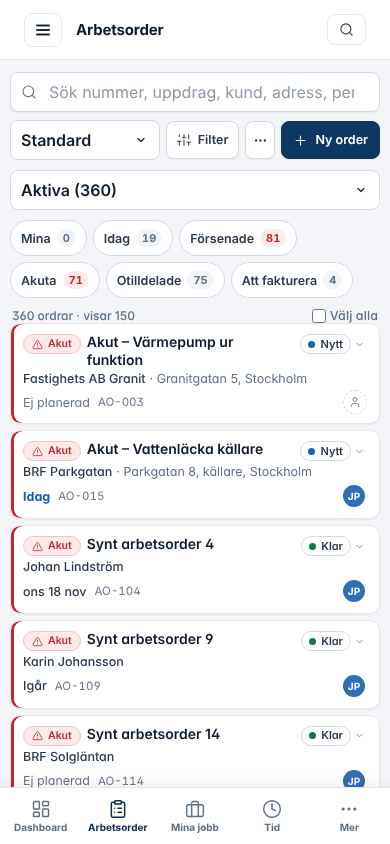 Arbetsorder
Sök nummer, uppdrag, kund, adress, per
Standard
Filter
Ny order
Aktiva (360)
Mina 0
Idag 19
Försenade 81
Akuta 71
Otilldelade 75
Att fakturera 4
360 ordrar · visar 150
Välj alla
Akut
Akut – Värmepump ur
funktion
Nytt
Fastighets AB Granit · Granitgatan 5, Stockholm
Ej planerad AO-003
Akut
Akut – Vattenläcka källare
Nytt
BRF Parkgatan · Parkgatan 8, källare, Stockholm
Idag AO-015
JP
Akut
Synt arbetsorder 4
Klar
Johan Lindström
ons 18 nov AO-104
JP
Akut
Synt arbetsorder 9
Klar
Karin Johansson
Igår AO-109
JP
Akut
Synt arbetsorder 14
Klar
BRF Solgläntan
Ej planerad AO-114
JP
Dashboard
Arbetsorder
Mina jobb
Tid
Mer